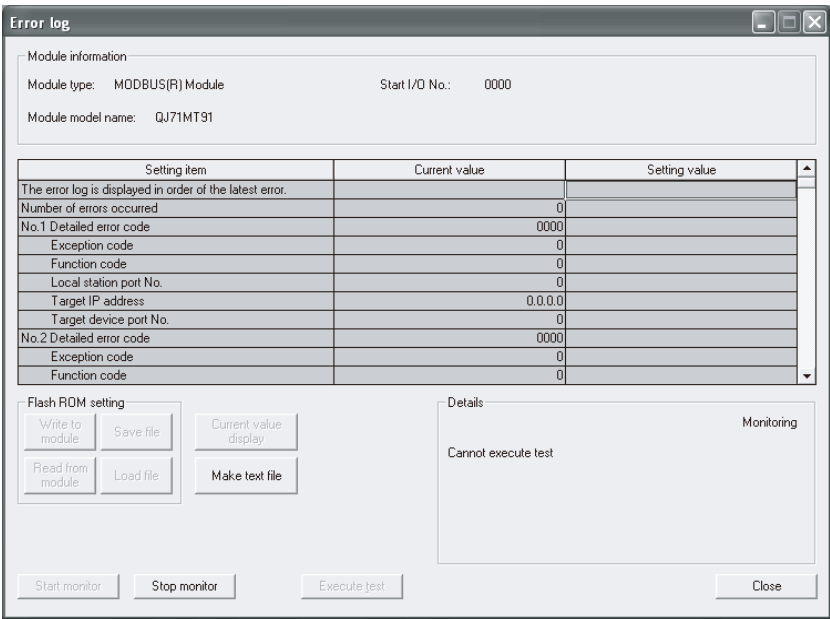 Error log
Module information
Module type: MODBUS(R) Module Start I/O No.: 0000
Module model name: QJ71MT91
Setting item Current value Setting value
The error log is displayed in order of the latest error.
Number of errors occurred 0
No.1 Detailed error code 0000
Exception code 0
Function code 0
Local station port No. 0
Target IP address 0.0.0.0
Target device port No. 0
No.2 Detailed error code 0000
Exception code 0
Function code 0
Flash ROM setting
Write to
module
Save file
Current value
display
Read from
module
Load file
Make text file
Details
Monitoring
Cannot execute test
Start monitor Stop monitor Execute test Close